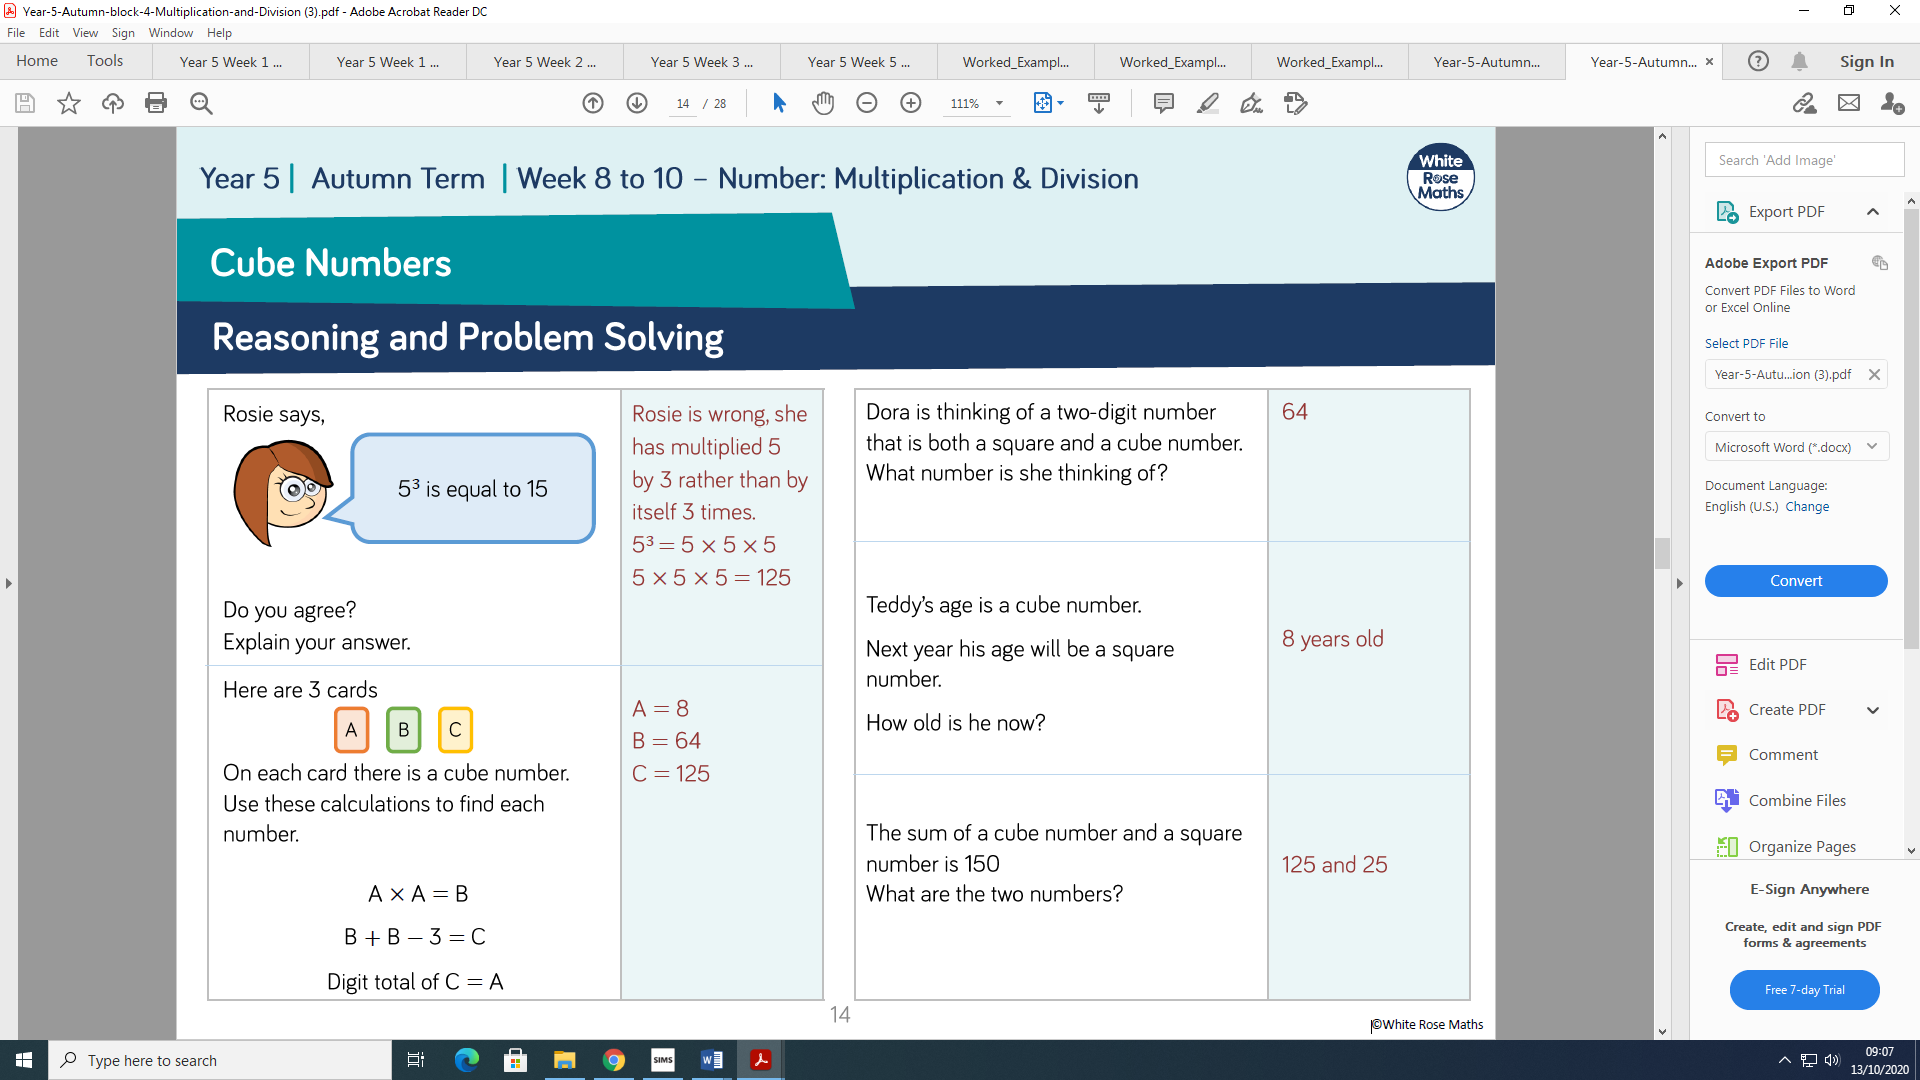 Year-5-Autumn-block-4-Multiplication-and-Division (3).pdf - Adobe Acrobat Reader DC
File Edit View Sign Window Help
Home Tools Year 5 Week 1 ... Year 5 Week 1 ... Year 5 Week 2 ... Year 5 Week 3 ... Year 5 Week 5 ... Worked_Exampl... Worked_Exampl... Worked_Exampl... Year-5-Autumn... Year-5-Autumn... Sign In
14 / 28 111%
Year 5 | Autumn Term | Week 8 to 10 – Number: Multiplication & Division
White
Rose
Maths
Cube Numbers
Reasoning and Problem Solving
Rosie says,
5³ is equal to 15
Do you agree?
Explain your answer.
Rosie is wrong, she
has multiplied 5
by 3 rather than by
itself 3 times.
5³ = 5 × 5 × 5
5 × 5 × 5 = 125
Here are 3 cards
A B C
On each card there is a cube number.
Use these calculations to find each
number.
A × A = B
B + B − 3 = C
Digit total of C = A
A = 8
B = 64
C = 125
Dora is thinking of a two-digit number
that is both a square and a cube number.
What number is she thinking of?
64
Teddy's age is a cube number.
Next year his age will be a square
number.
How old is he now?
8 years old
The sum of a cube number and a square
number is 150
What are the two numbers?
125 and 25
14
©White Rose Maths
Search 'Add Image'
Export PDF
Adobe Export PDF
Convert PDF Files to Word
or Excel Online
Select PDF File
Year-5-Autu...ion (3).pdf
Convert to
Microsoft Word (*.docx)
Document Language:
English (U.S.) Change
Convert
Edit PDF
Create PDF
Comment
Combine Files
Organize Pages
E-Sign Anywhere
Create, edit and sign PDF
forms & agreements
Free 7-day Trial
Type here to search
SIMS
09:07
13/10/2020